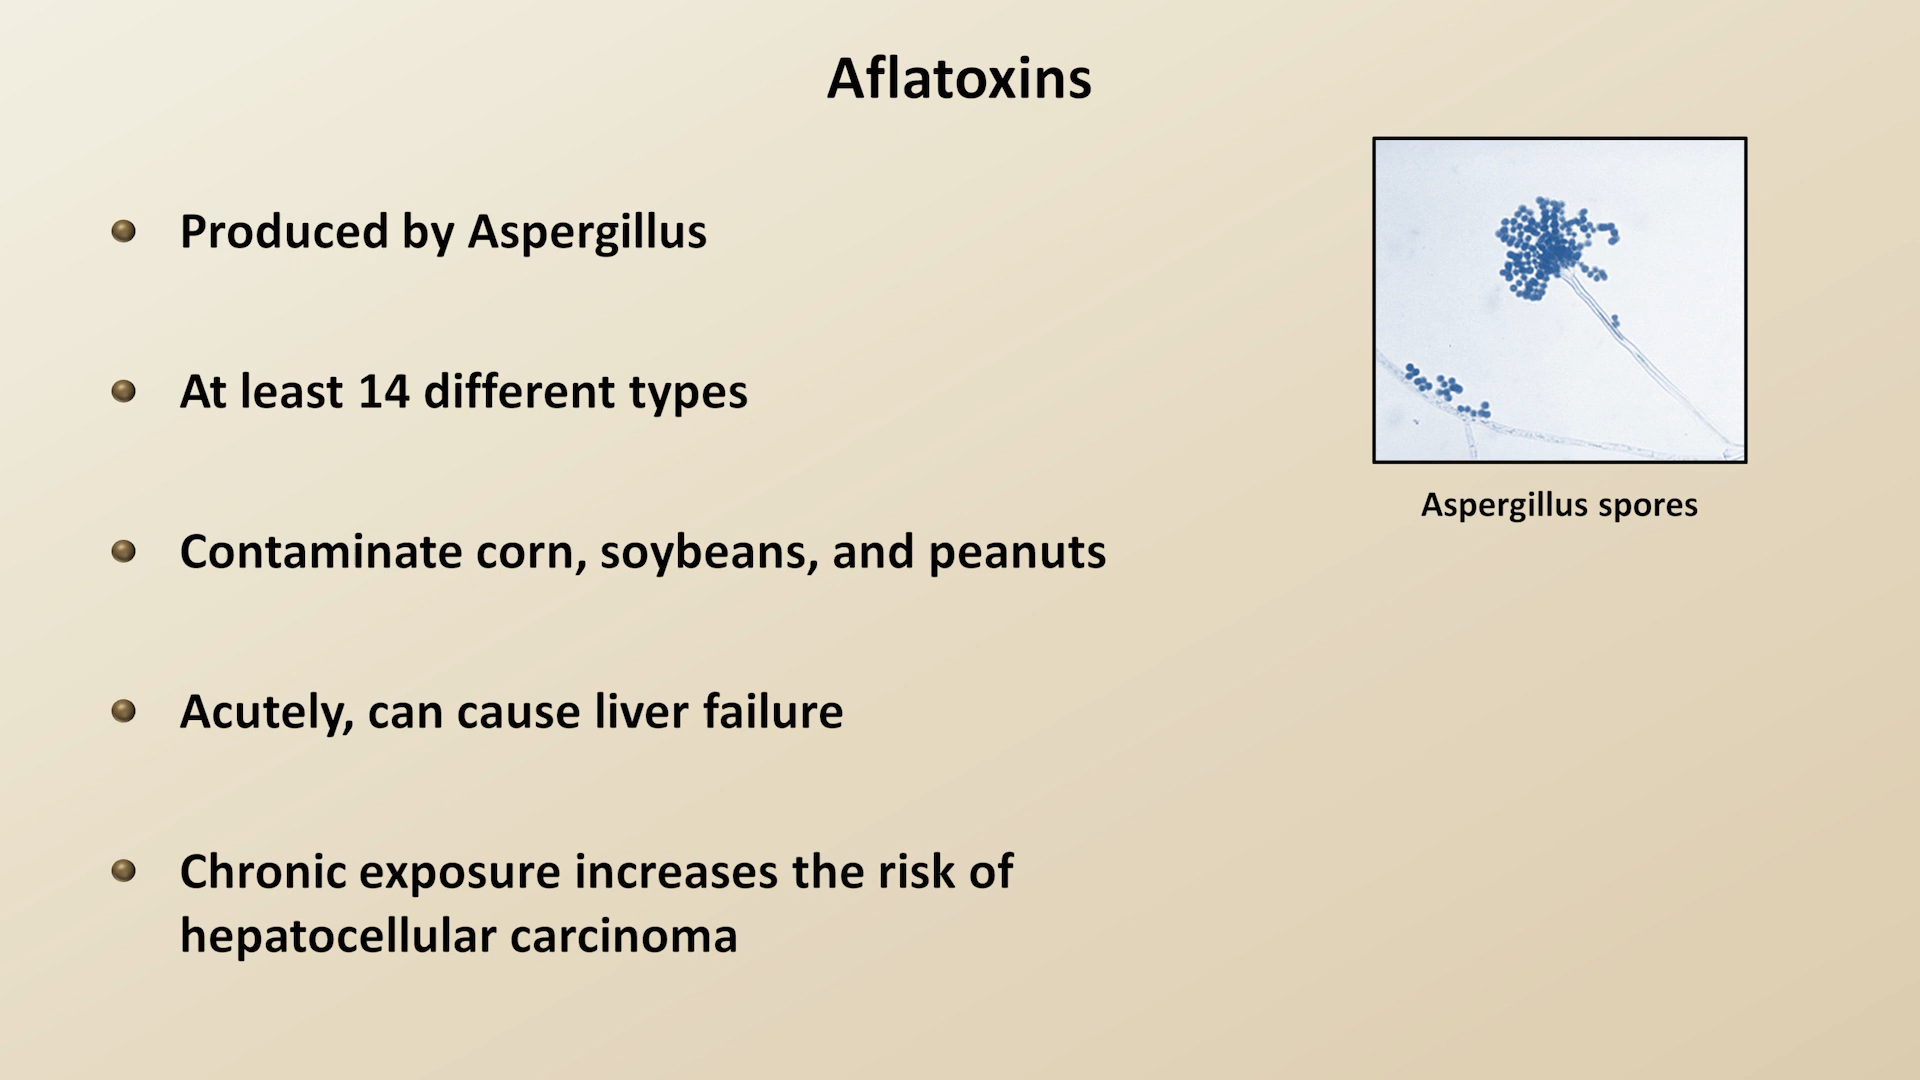 Aflatoxins
Produced by Aspergillus
At least 14 different types
Contaminate corn, soybeans, and peanuts
Acutely, can cause liver failure
Chronic exposure increases the risk of
hepatocellular carcinoma
Aspergillus spores